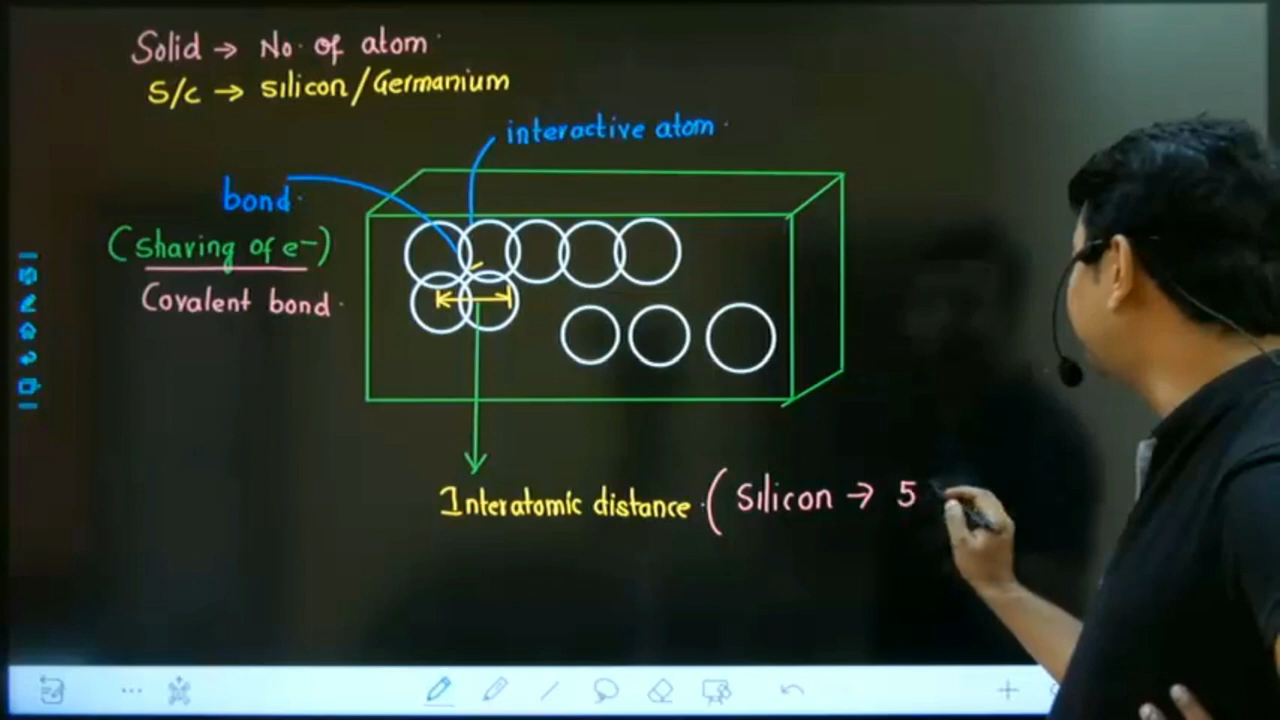 Solid → No. of atom
S/c → silicon/Germanium
interactive atom
bond
(sharing of e-)
Covalent bond
Interatomic distance (Silicon → 5